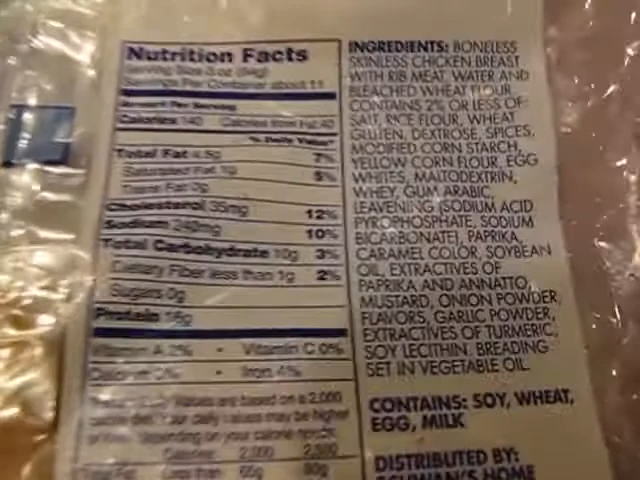 Nutrition Facts
Serving Size 3 oz (84g)
Servings Per Container about 11
Amount Per Serving
Calories 140 Calories from Fat 40
% Daily Value*
Total Fat 4.5g 7%
Saturated Fat 1g 5%
Trans Fat 0g
Cholesterol 35mg 12%
Sodium 240mg 10%
Total Carbohydrate 10g 3%
Dietary Fiber less than 1g 2%
Sugars 0g
Protein 16g
Vitamin A 2% • Vitamin C 0%
Calcium 0% • Iron 4%
Values are based on a 2,000
calorie diet. Your daily values may be higher
or lower depending on your calorie needs:
Calories: 2,000 2,500
Total Fat Less than 65g 80g
INGREDIENTS: BONELESS
SKINLESS CHICKEN BREAST
WITH RIB MEAT, WATER AND
BLEACHED WHEAT FLOUR.
CONTAINS 2% OR LESS OF:
SALT, RICE FLOUR, WHEAT
GLUTEN, DEXTROSE, SPICES,
MODIFIED CORN STARCH,
YELLOW CORN FLOUR, EGG
WHITES, MALTODEXTRIN,
WHEY, GUM ARABIC,
LEAVENING (SODIUM ACID
PYROPHOSPHATE, SODIUM
BICARBONATE), PAPRIKA,
CARAMEL COLOR, SOYBEAN
OIL, EXTRACTIVES OF
PAPRIKA AND ANNATTO,
MUSTARD, ONION POWDER,
FLAVORS, GARLIC POWDER,
EXTRACTIVES OF TURMERIC,
SOY LECITHIN. BREADING
SET IN VEGETABLE OIL.
CONTAINS: SOY, WHEAT,
EGG, MILK
DISTRIBUTED BY:
SCHWAN'S HOME